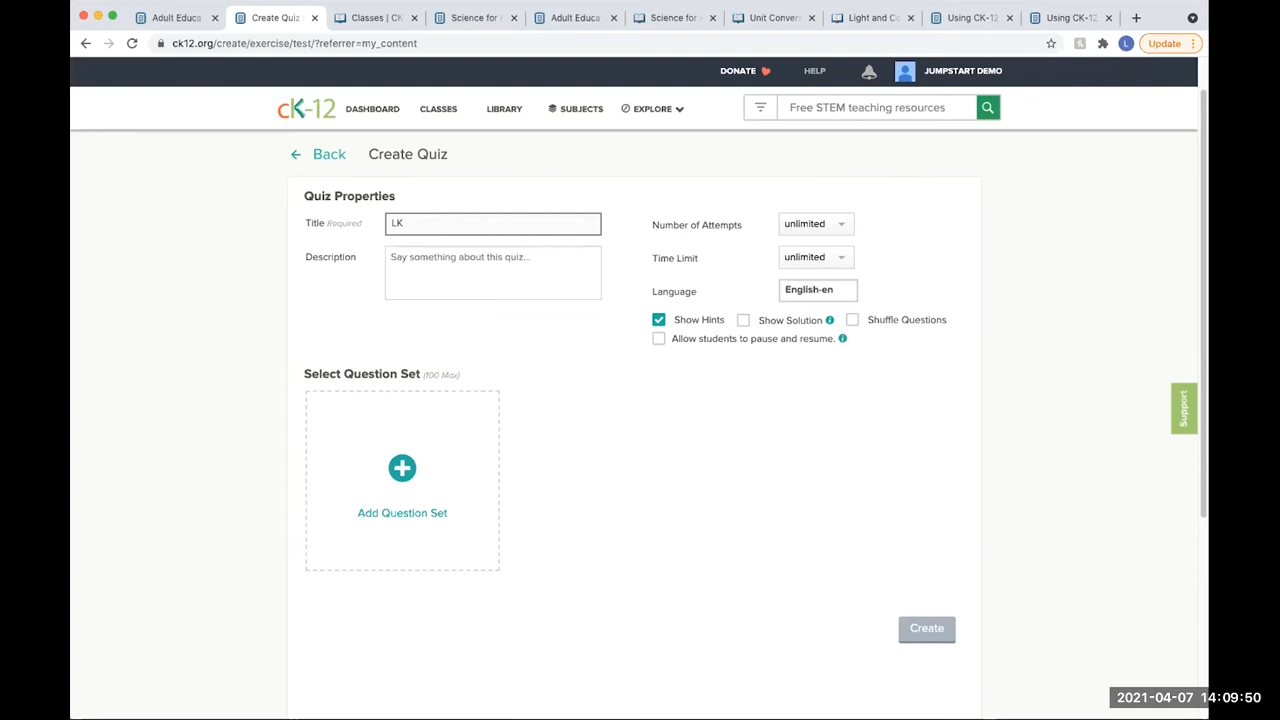 Adult Educa
Create Quiz
Classes | CK
Science for
Adult Educa
Science for
Unit Conver
Light and Co
Using CK-12
Using CK-12
ck12.org/create/exercise/test/?referrer=my_content
L
Update
DONATE
HELP
JUMPSTART DEMO
cK-12
DASHBOARD
CLASSES
LIBRARY
SUBJECTS
EXPLORE
Free STEM teaching resources
Back
Create Quiz
Quiz Properties
Title Required
LK
Number of Attempts
unlimited
Description
Say something about this quiz...
Time Limit
unlimited
Language
English-en
Show Hints
Show Solution
Shuffle Questions
Allow students to pause and resume.
Select Question Set (100 Max)
Support
Add Question Set
Create
2021-04-07 14:09:50